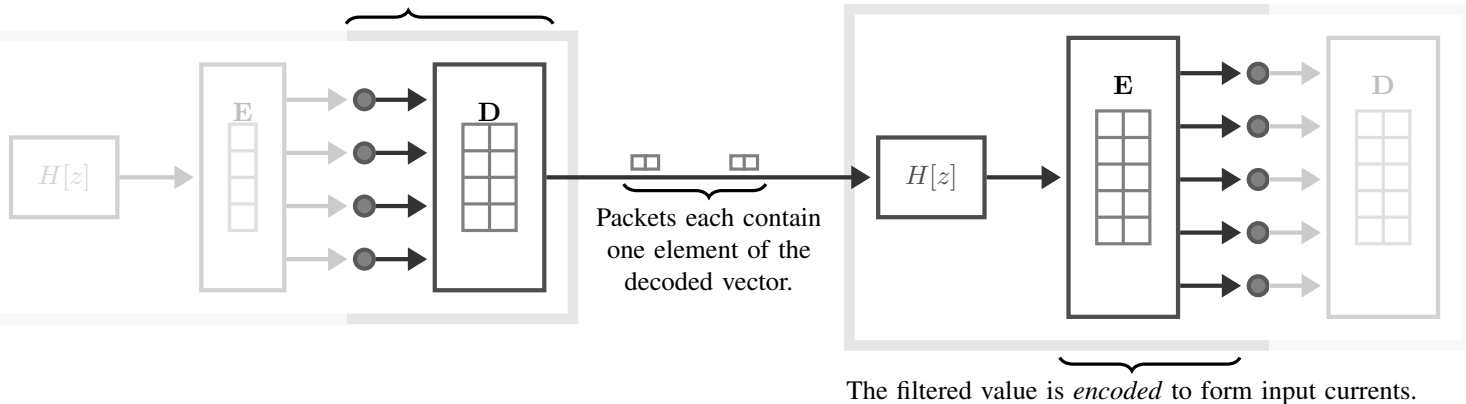 H[z]
E
D
Packets each contain
one element of the
decoded vector.
H[z]
E
D
The filtered value is encoded to form input currents.